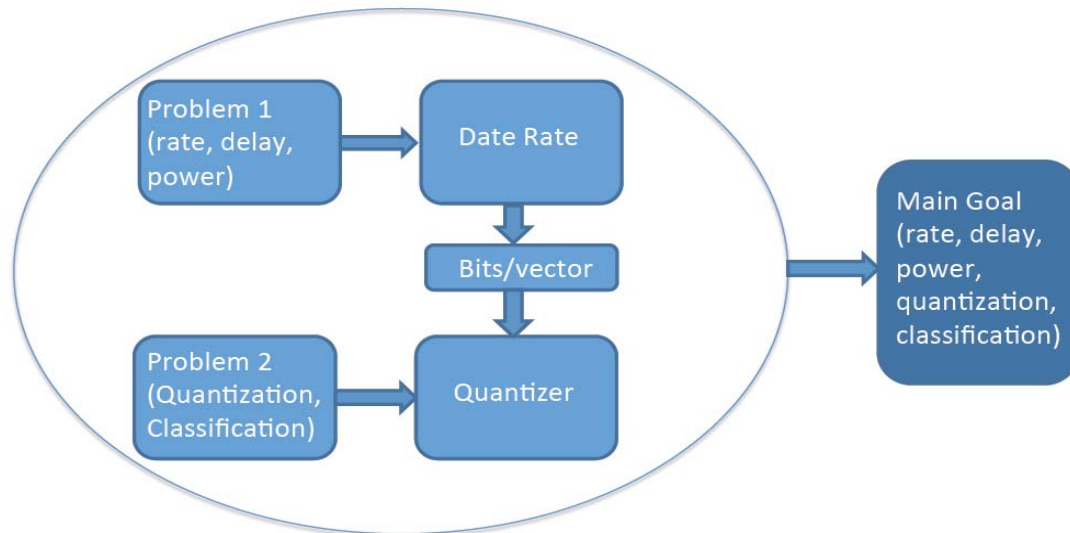 Problem 1
(rate, delay,
power)
Date Rate
Bits/vector
Problem 2
(Quantization,
Classification)
Quantizer
Main Goal
(rate, delay,
power,
quantization,
classification)